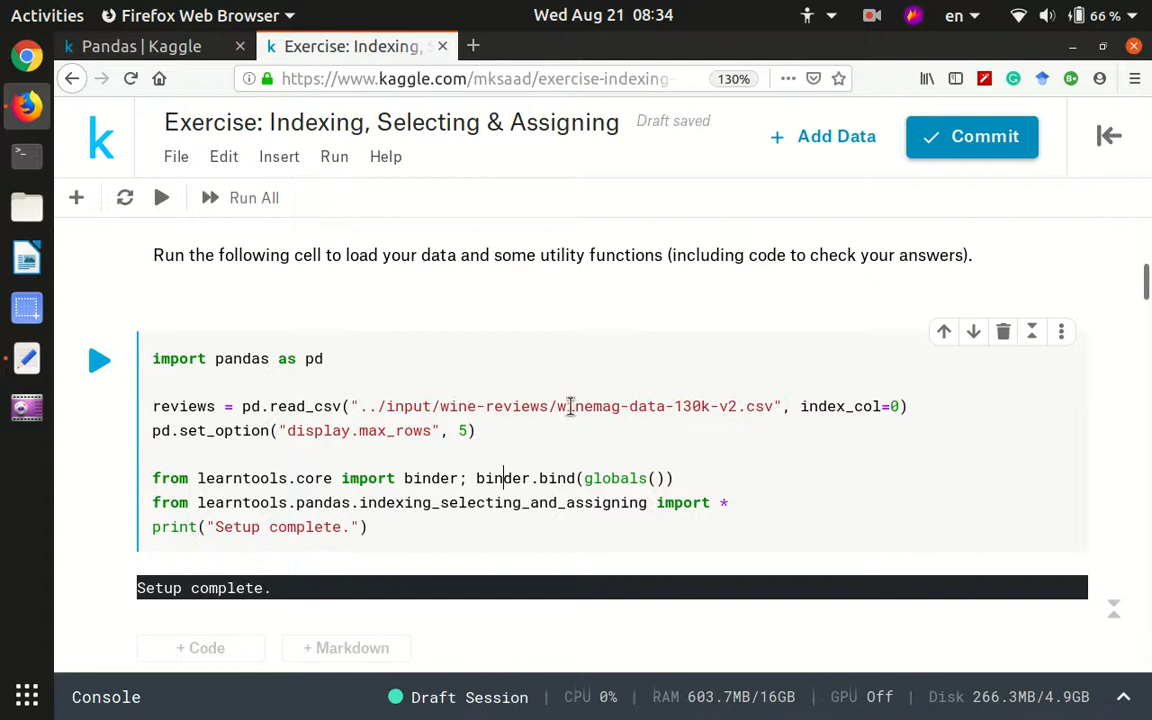 Activities Firefox Web Browser Wed Aug 21 08:34 en 66 %
Pandas | Kaggle Exercise: Indexing,
https://www.kaggle.com/mksaad/exercise-indexing- 130%
Exercise: Indexing, Selecting & Assigning Draft saved
+ Add Data Commit
File Edit Insert Run Help
Run All
Run the following cell to load your data and some utility functions (including code to check your answers).
import pandas as pd
reviews = pd.read_csv("../input/wine-reviews/winemag-data-130k-v2.csv", index_col=0)
pd.set_option("display.max_rows", 5)
from learntools.core import binder; binder.bind(globals())
from learntools.pandas.indexing_selecting_and_assigning import *
print("Setup complete.")
Setup complete.
+ Code + Markdown
Console Draft Session CPU 0% RAM 603.7MB/16GB GPU Off Disk 266.3MB/4.9GB